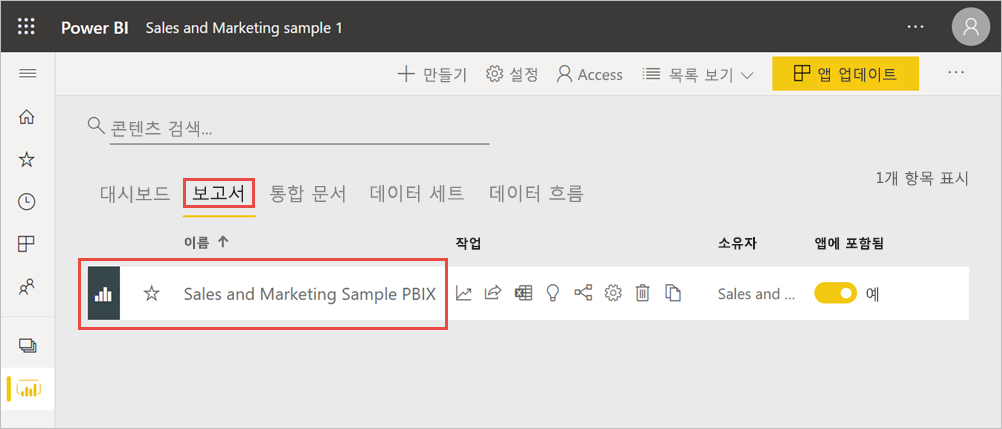 Power BI Sales and Marketing sample 1
만들기 설정 Access 목록 보기 앱 업데이트
콘텐츠 검색...
대시보드 보고서 통합 문서 데이터 세트 데이터 흐름 1개 항목 표시
이름 작업 소유자 앱에 포함됨
Sales and Marketing Sample PBIX Sales and ... 예